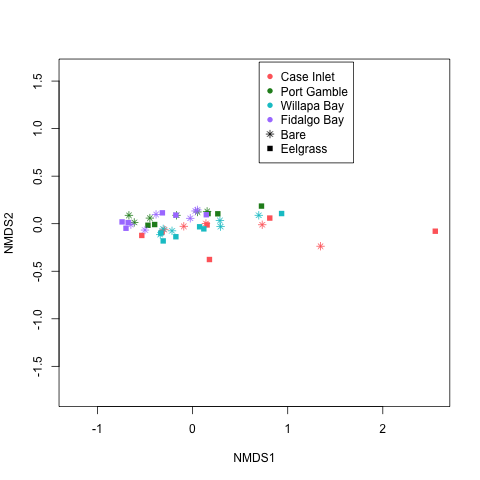 Case Inlet
Port Gamble
Willapa Bay
Fidalgo Bay
Bare
Eelgrass
1.5
1.0
0.5
0.0
-0.5
-1.0
-1.5
NMDS2
-1
0
1
2
NMDS1